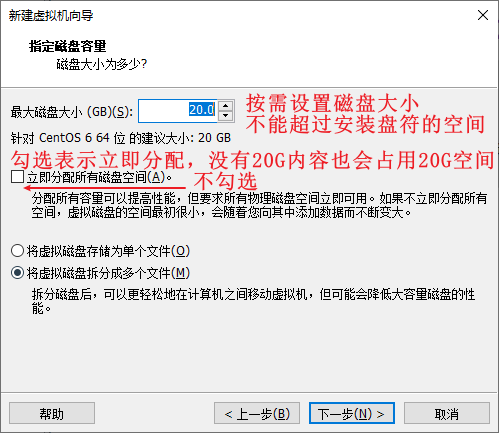 新建虚拟机向导
指定磁盘容量
磁盘大小为多少?
最大磁盘大小 (GB)(S):
20.0
按需设置磁盘大小
不能超过安装盘符的空间
针对 CentOS 6 64 位 的建议大小: 20 GB
勾选表示立即分配，没有20G内容也会占用20G空间
立即分配所有磁盘空间(A)。
不勾选
分配所有容量可以提高性能，但要求所有物理磁盘空间立即可用。如果不立即分配所有
空间，虚拟磁盘的空间最初很小，会随着您向其中添加数据而不断变大。
将虚拟磁盘存储为单个文件(O)
将虚拟磁盘拆分成多个文件(M)
拆分磁盘后，可以更轻松地在计算机之间移动虚拟机，但可能会降低大容量磁盘的性
能。
帮助
< 上一步(B)
下一步(N) >
取消